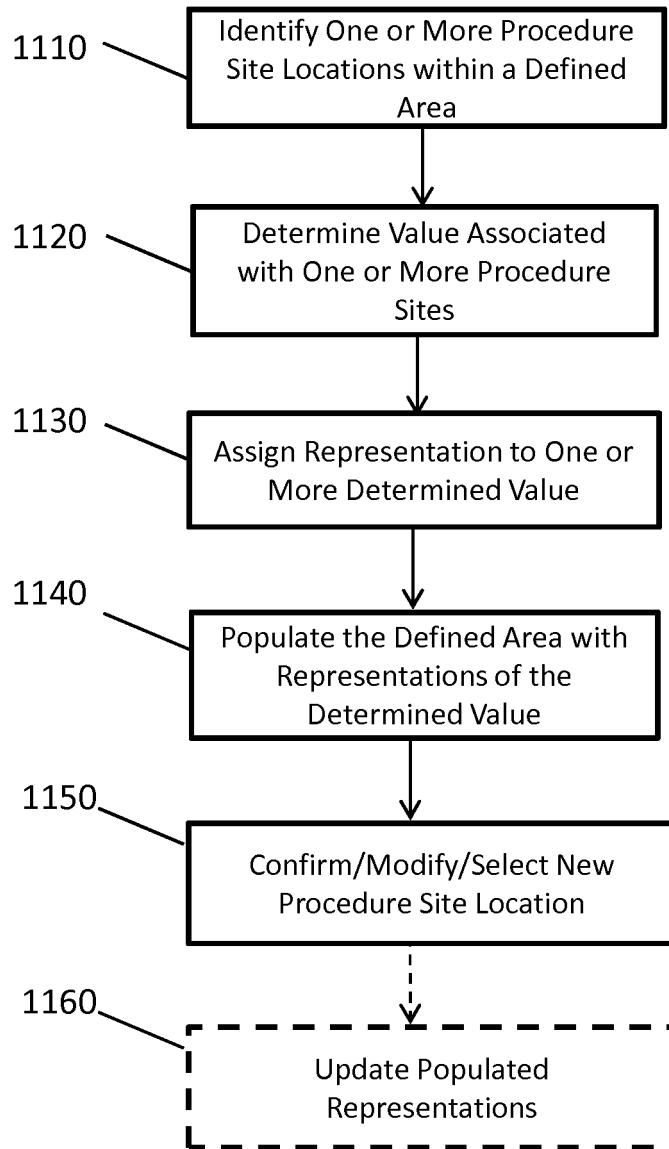 1110
Identify One or More Procedure
Site Locations within a Defined
Area
1120
Determine Value Associated
with One or More Procedure
Sites
1130
Assign Representation to One or
More Determined Value
1140
Populate the Defined Area with
Representations of the
Determined Value
1150
Confirm/Modify/Select New
Procedure Site Location
1160
Update Populated
Representations